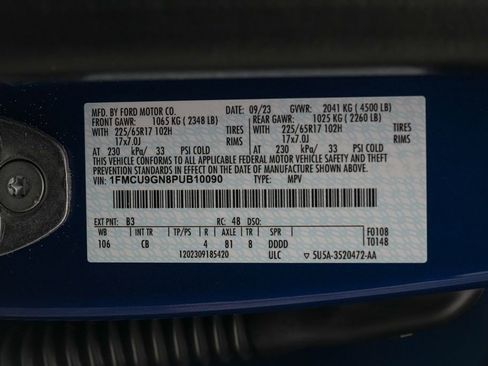 MFD. BY FORD MOTOR CO. DATE: 09/23 GVWR: 2041 KG ( 4500 LB)
FRONT GAWR: 1065 KG ( 2348 LB) REAR GAWR: 1025 KG ( 2260 LB)
WITH 225/65R17 102H TIRES WITH 225/65R17 102H TIRES
17x7.0J RIMS 17x7.0J RIMS
AT 230 kPa/ 33 PSI COLD AT 230 kPa/ 33 PSI COLD
THIS VEHICLE CONFORMS TO ALL APPLICABLE FEDERAL MOTOR VEHICLE SAFETY AND THEFT
PREVENTION STANDARDS IN EFFECT ON THE DATE OF MANUFACTURE SHOWN ABOVE.
VIN: 1FMCU9GN8PUB10090 TYPE: MPV
EXT PNT: B3 RC: 48 DSO:
WB INT TR TP/PS R AXLE TR SPR F0108
106 CB 4 81 8 DDDD T0148
1202309185420 ULC 5U5A-3520472-AA